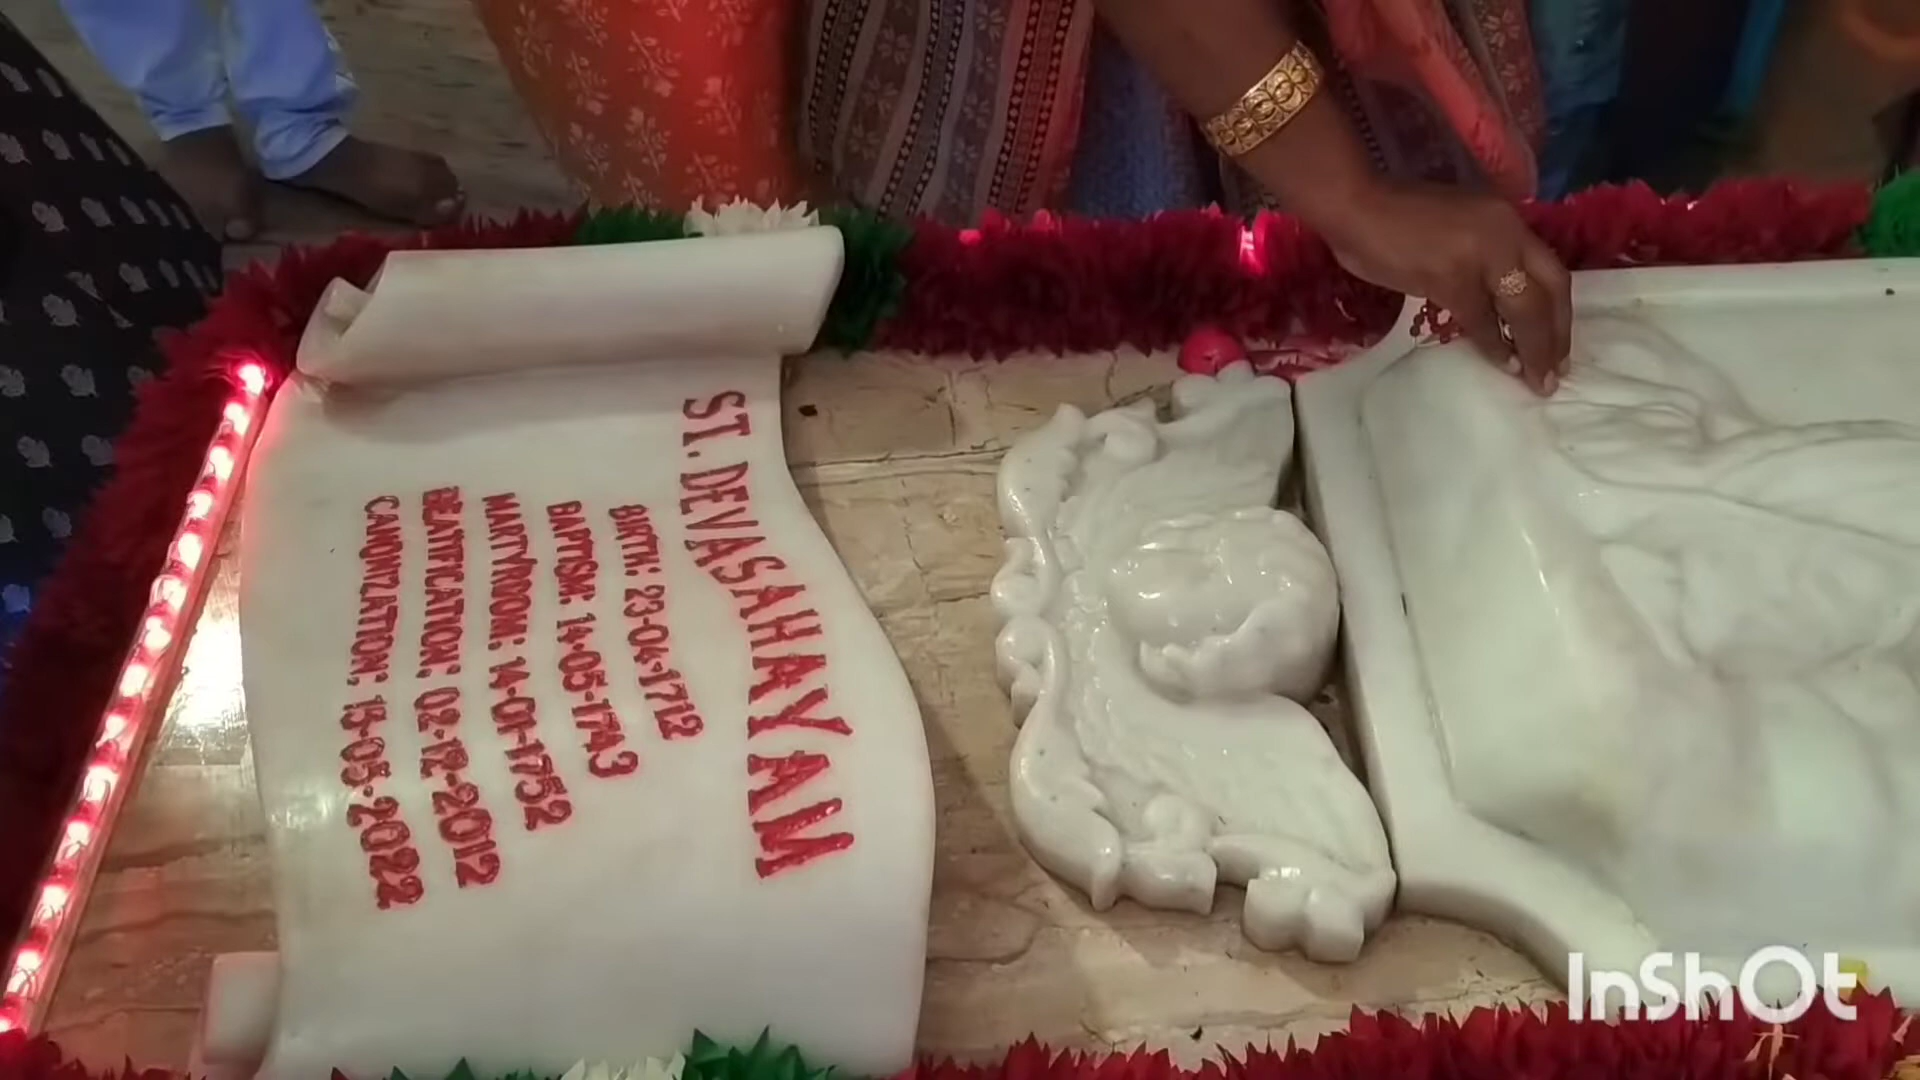 ST. DEVASAHAYAM
BIRTH: 23-04-1712
BAPTISM: 14-05-1743
MARTYRDOM: 14-01-1752
BEATIFICATION: 02-12-2012
CANONIZATION: 15-05-2022
InShOt